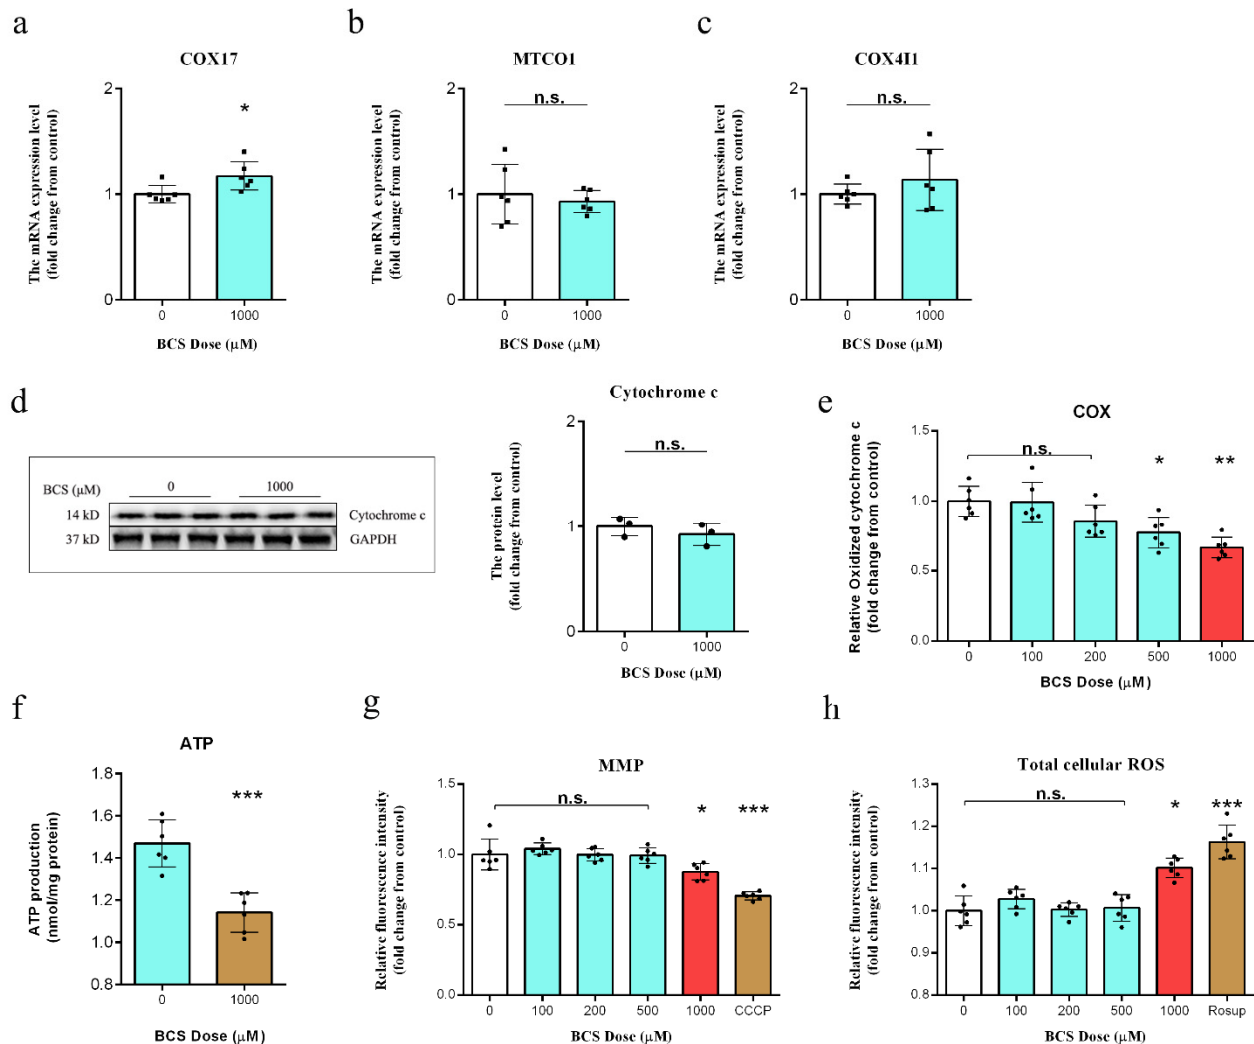 a
COX17
The mRNA expression level
(fold change from control)
2
1
0
*
0
1000
BCS Dose (μM)
b
MTCO1
The mRNA expression level
(fold change from control)
2
1
0
n.s.
0
1000
BCS Dose (μM)
c
COX4I1
The mRNA expression level
(fold change from control)
2
1
0
n.s.
0
1000
BCS Dose (μM)
d
BCS (μM)
0
1000
14 kD
Cytochrome c
37 kD
GAPDH
Cytochrome c
The protein level
(fold change from control)
2
1
0
n.s.
0
1000
BCS Dose (μM)
e
COX
Relative Oxidized cytochrome c
(fold change from control)
1.5
1.0
0.5
0.0
n.s.
*
**
0
100
200
500
1000
BCS Dose (μM)
f
ATP
ATP production
(nmol/mg protein)
1.8
1.6
1.4
1.2
1.0
0.8
***
0
1000
BCS Dose (μM)
g
MMP
Relative fluorescence intensity
(fold change from control)
1.5
1.0
0.5
0.0
n.s.
*
***
0
100
200
500
1000
CCCP
BCS Dose (μM)
h
Total cellular ROS
Relative fluorescence intensity
(fold change from control)
1.3
1.2
1.1
1.0
0.9
0.8
n.s.
*
***
0
100
200
500
1000
Rosup
BCS Dose (μM)